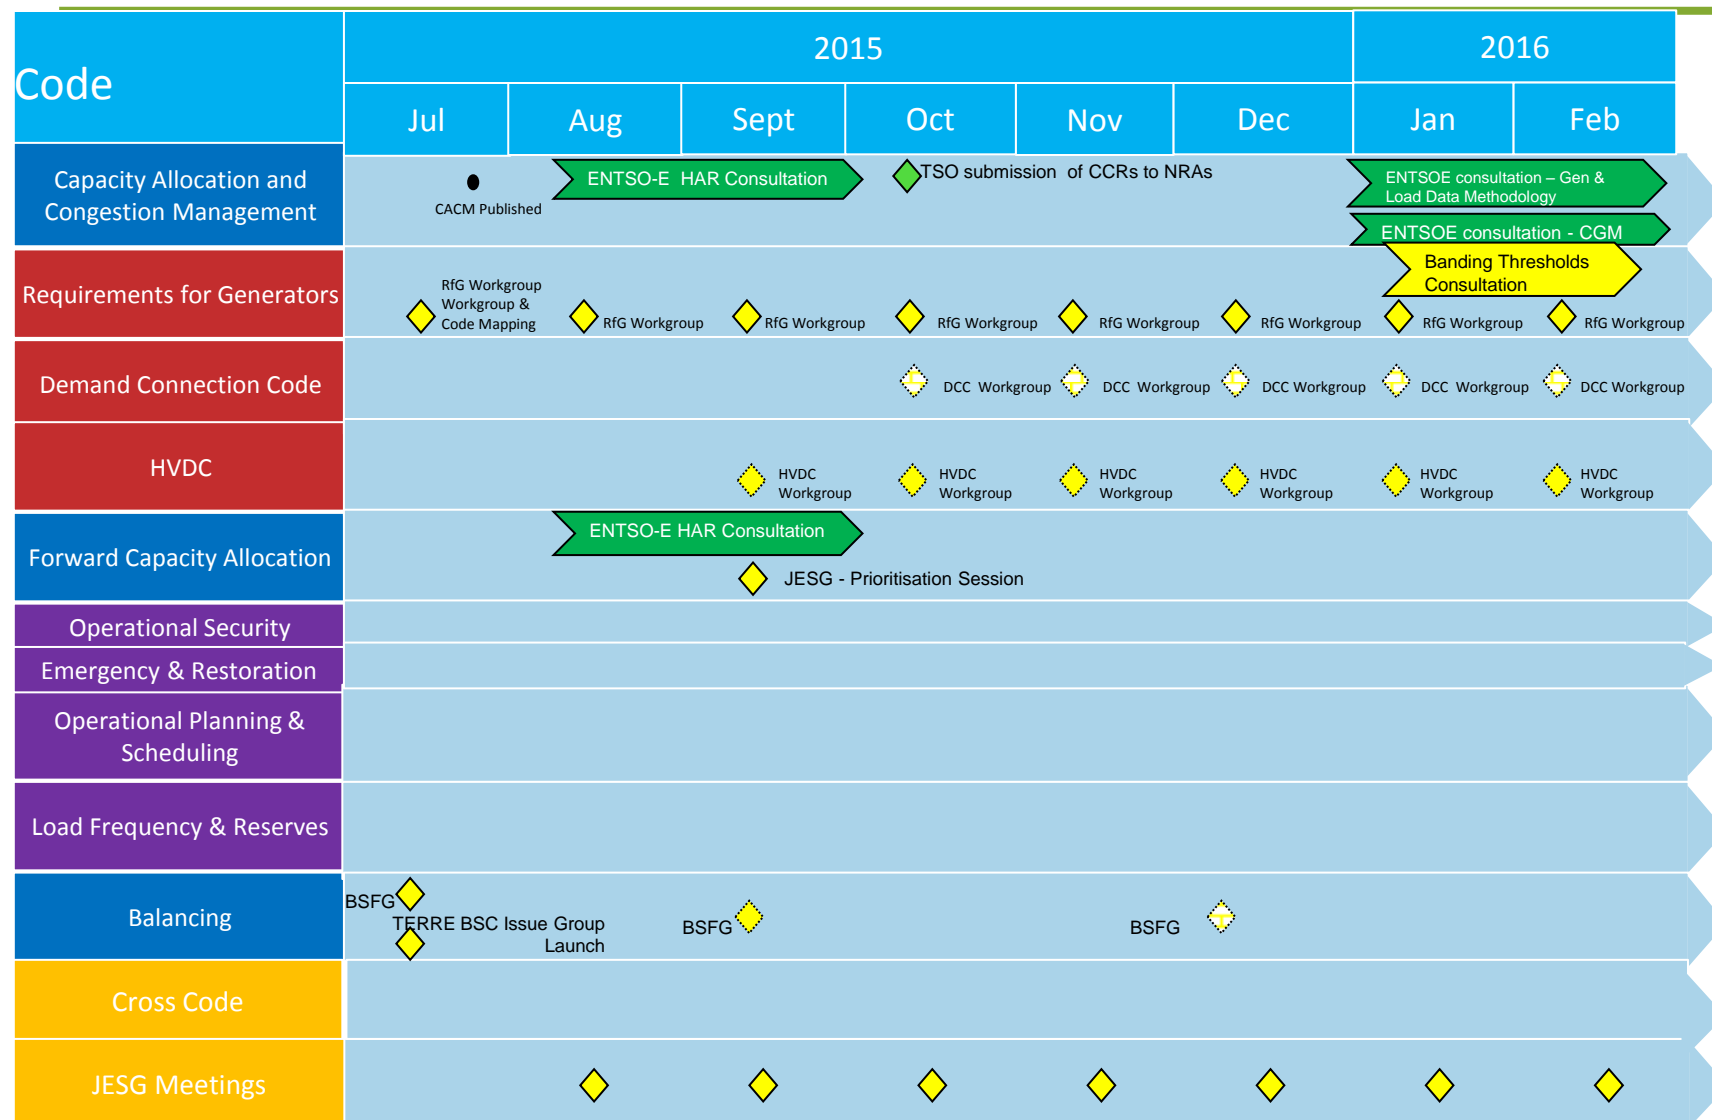 Code
2015
2016
Jul
Aug
Sept
Oct
Nov
Dec
Jan
Feb
Capacity Allocation and
Congestion Management
CACM Published
ENTSO-E HAR Consultation
TSO submission of CCRs to NRAs
ENTSOE consultation – Gen &
Load Data Methodology
ENTSOE consultation - CGM
Requirements for Generators
RfG Workgroup
Workgroup &
Code Mapping
RfG Workgroup
RfG Workgroup
RfG Workgroup
RfG Workgroup
RfG Workgroup
RfG Workgroup
RfG Workgroup
Banding Thresholds
Consultation
Demand Connection Code
DCC Workgroup
DCC Workgroup
DCC Workgroup
DCC Workgroup
DCC Workgroup
HVDC
HVDC
Workgroup
HVDC
Workgroup
HVDC
Workgroup
HVDC
Workgroup
HVDC
Workgroup
HVDC
Workgroup
Forward Capacity Allocation
ENTSO-E HAR Consultation
JESG - Prioritisation Session
Operational Security
Emergency & Restoration
Operational Planning &
Scheduling
Load Frequency & Reserves
Balancing
BSFG
TERRE BSC Issue Group
Launch
BSFG
BSFG
Cross Code
JESG Meetings